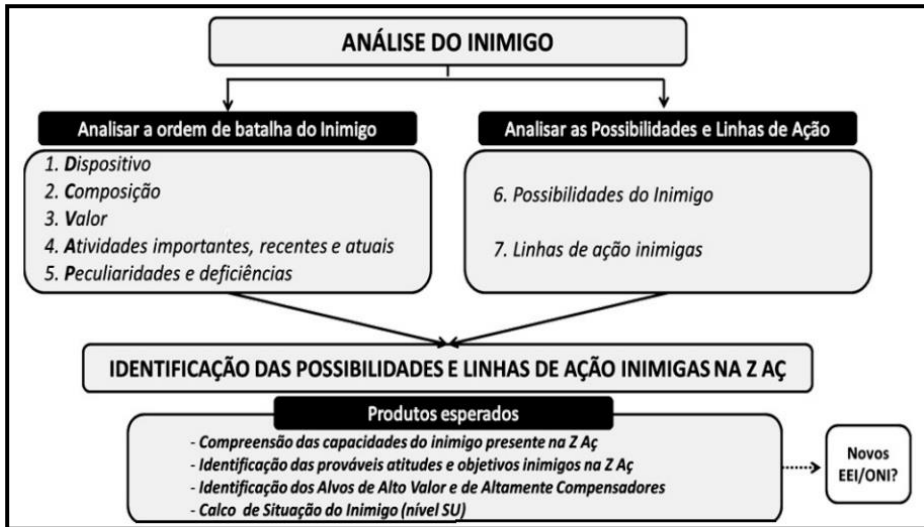 ANÁLISE DO INIMIGO
Analisar a ordem de batalha do Inimigo
1. Dispositivo
2. Composição
3. Valor
4. Atividades importantes, recentes e atuais
5. Peculiaridades e deficiências
Analisar as Possibilidades e Linhas de Ação
6. Possibilidades do Inimigo
7. Linhas de ação inimigas
IDENTIFICAÇÃO DAS POSSIBILIDADES E LINHAS DE AÇÃO INIMIGAS NA Z AÇ
Produtos esperados
- Compreensão das capacidades do inimigo presente na Z Aç
- Identificação das prováveis atitudes e objetivos inimigos na Z Aç
- Identificação dos Alvos de Alto Valor e de Altamente Compensadores
- Calco de Situação do Inimigo (nível SU)
Novos
EEI/ONI?